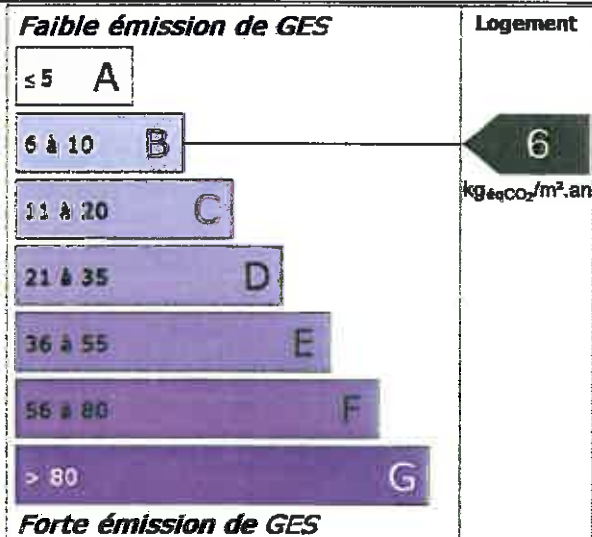 Faible émission de GES
Logement
≤ 5 A
6 à 10 B
6
kgéqCO₂/m².an
11 à 20 C
21 à 35 D
36 à 55 E
56 à 80 F
> 80 G
Forte émission de GES